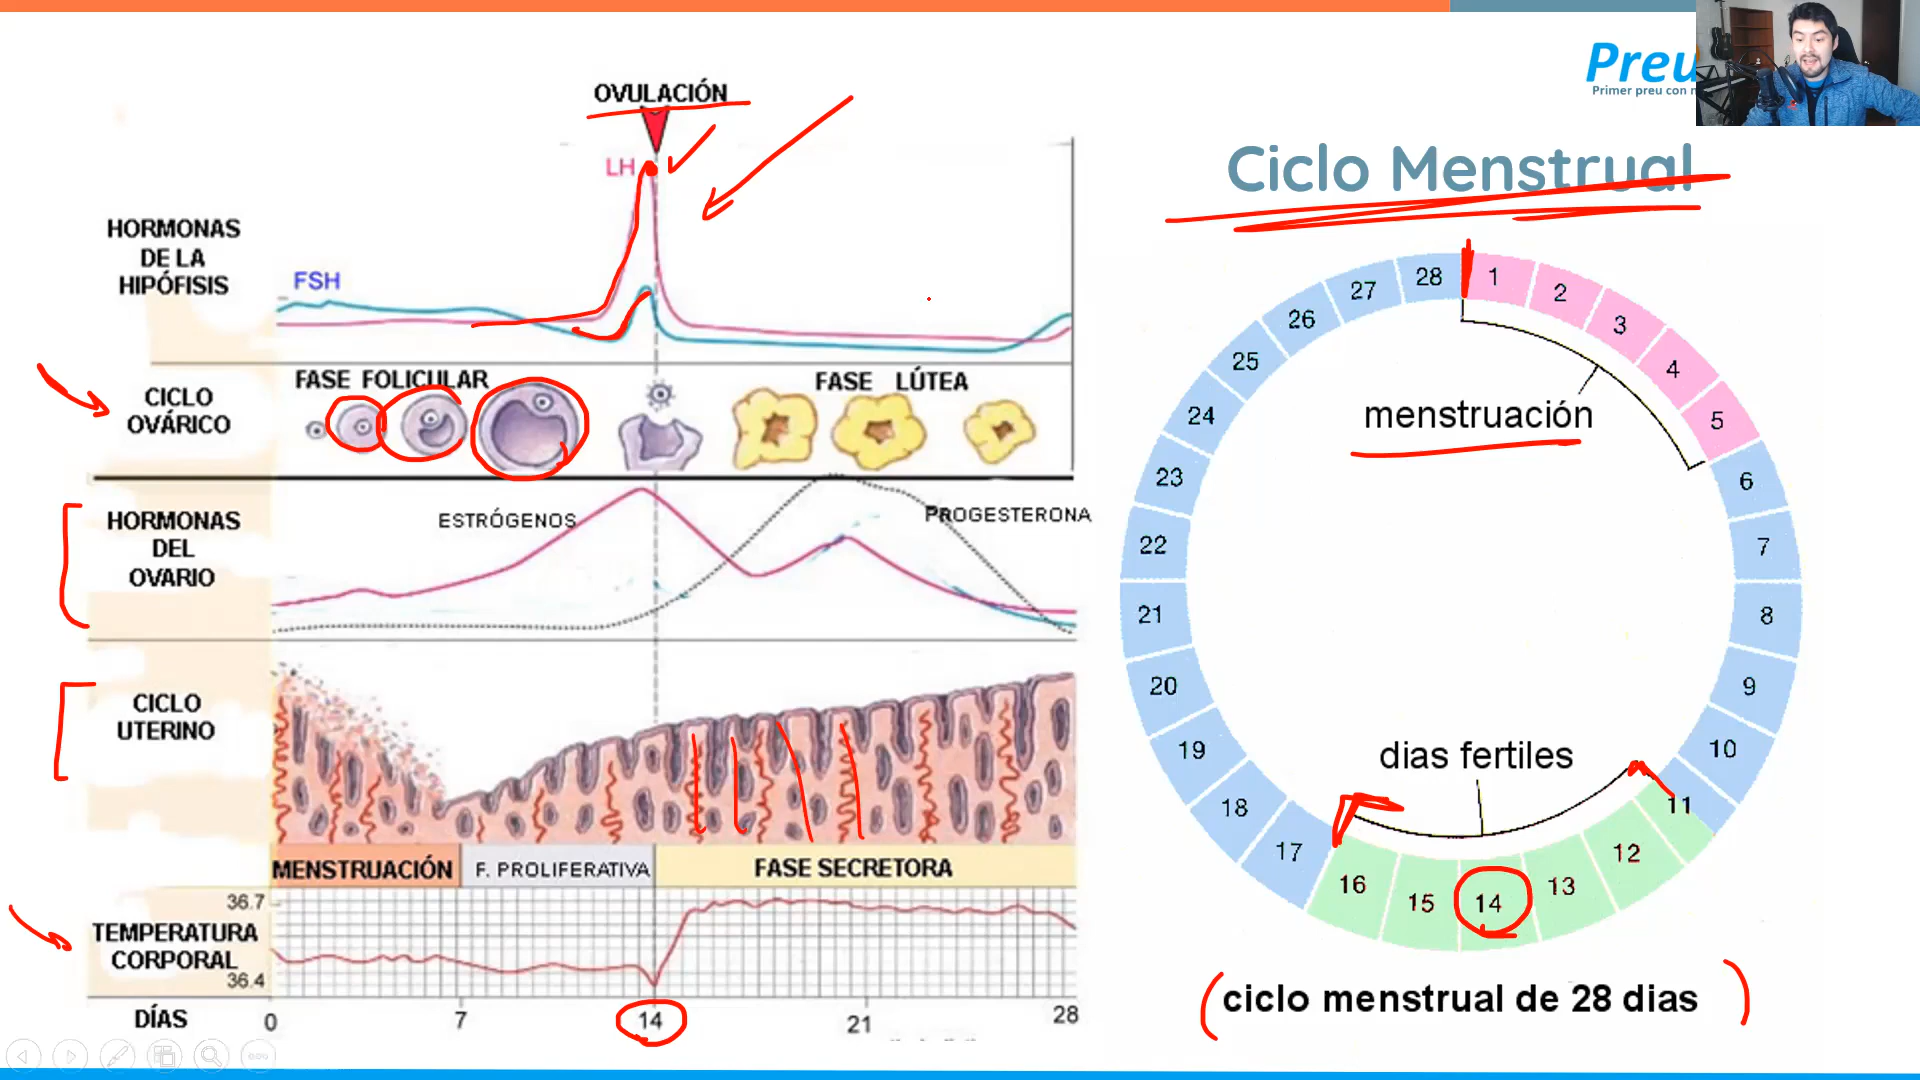 Preu
Primer preu con
Ciclo Menstrual
OVULACIÓN
LH
HORMONAS
DE LA
HIPÓFISIS
FSH
CICLO
OVÁRICO
FASE FOLICULAR
FASE LÚTEA
HORMONAS
DEL
OVARIO
ESTRÓGENOS
PROGESTERONA
CICLO
UTERINO
MENSTRUACIÓN
F. PROLIFERATIVA
FASE SECRETORA
TEMPERATURA
CORPORAL
36.7
36.4
DÍAS
0
7
14
21
28
1
2
3
4
5
6
7
8
9
10
11
12
13
14
15
16
17
18
19
20
21
22
23
24
25
26
27
28
menstruación
dias fertiles
ciclo menstrual de 28 dias